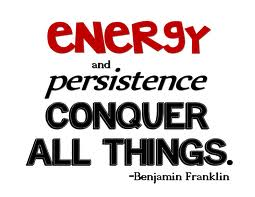 ENERGY
and
persistence
CONQUER
ALL THINGS.
-Benjamin Franklin